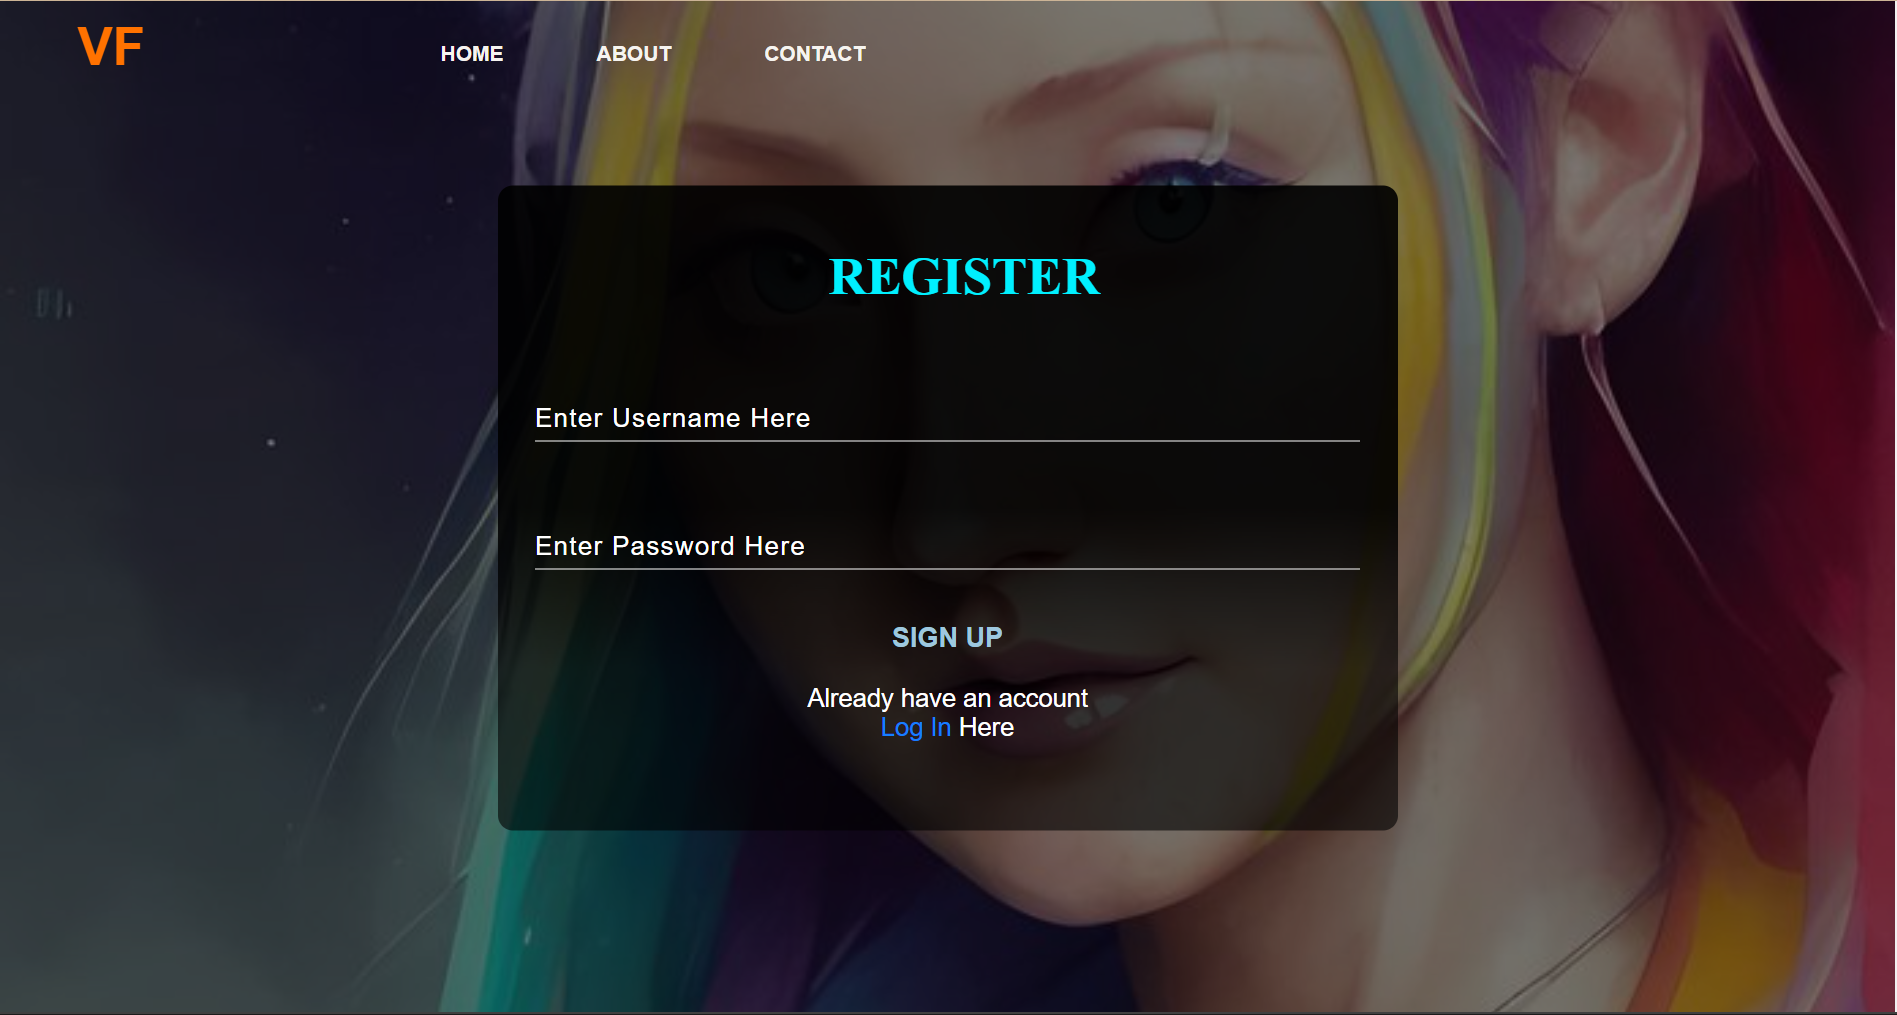 VF
HOME ABOUT CONTACT
REGISTER
Enter Username Here
Enter Password Here
SIGN UP
Already have an account
Log In Here